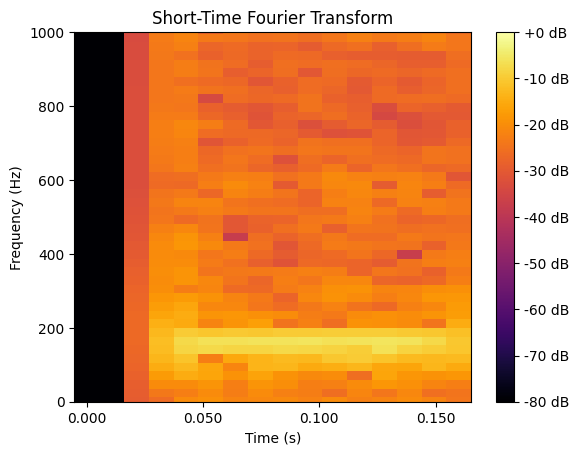 Short-Time Fourier Transform
1000
800
600
400
200
0
Frequency (Hz)
0.000
0.050
0.100
0.150
Time (s)
+0 dB
-10 dB
-20 dB
-30 dB
-40 dB
-50 dB
-60 dB
-70 dB
-80 dB